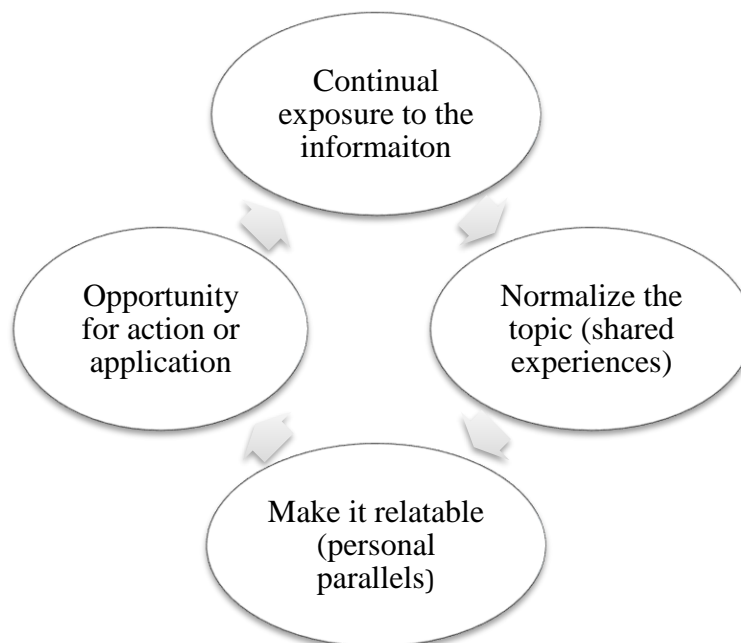 Continual
exposure to the
informaiton
Normalize the
topic (shared
experiences)
Make it relatable
(personal
parallels)
Opportunity
for action or
application